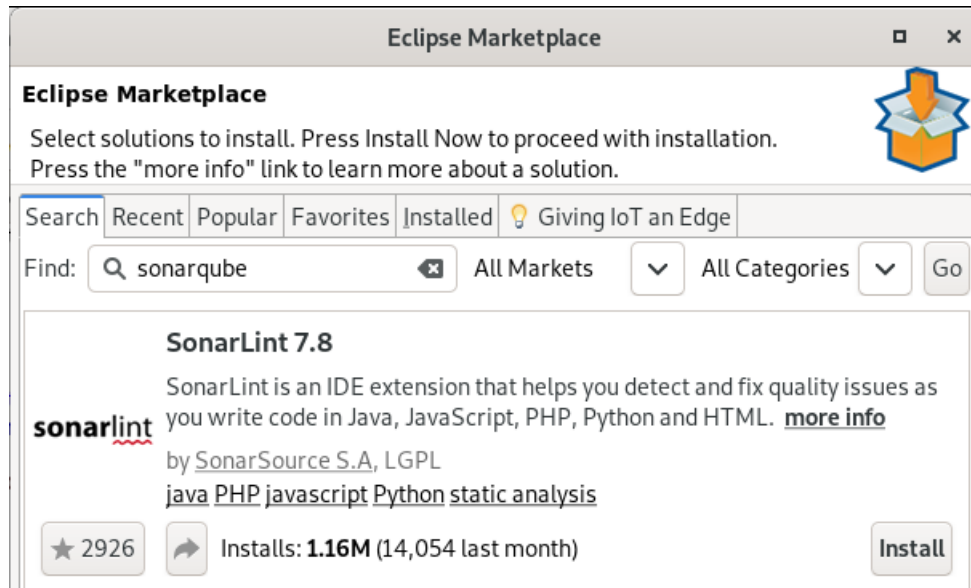 Eclipse Marketplace
Eclipse Marketplace
Select solutions to install. Press Install Now to proceed with installation.
Press the "more info" link to learn more about a solution.
Search Recent Popular Favorites Installed Giving IoT an Edge
Find: sonarqube All Markets All Categories Go
SonarLint 7.8
SonarLint is an IDE extension that helps you detect and fix quality issues as
you write code in Java, JavaScript, PHP, Python and HTML. more info
sonarlint
by SonarSource S.A, LGPL
java PHP javascript Python static analysis
2926 Installs: 1.16M (14,054 last month) Install